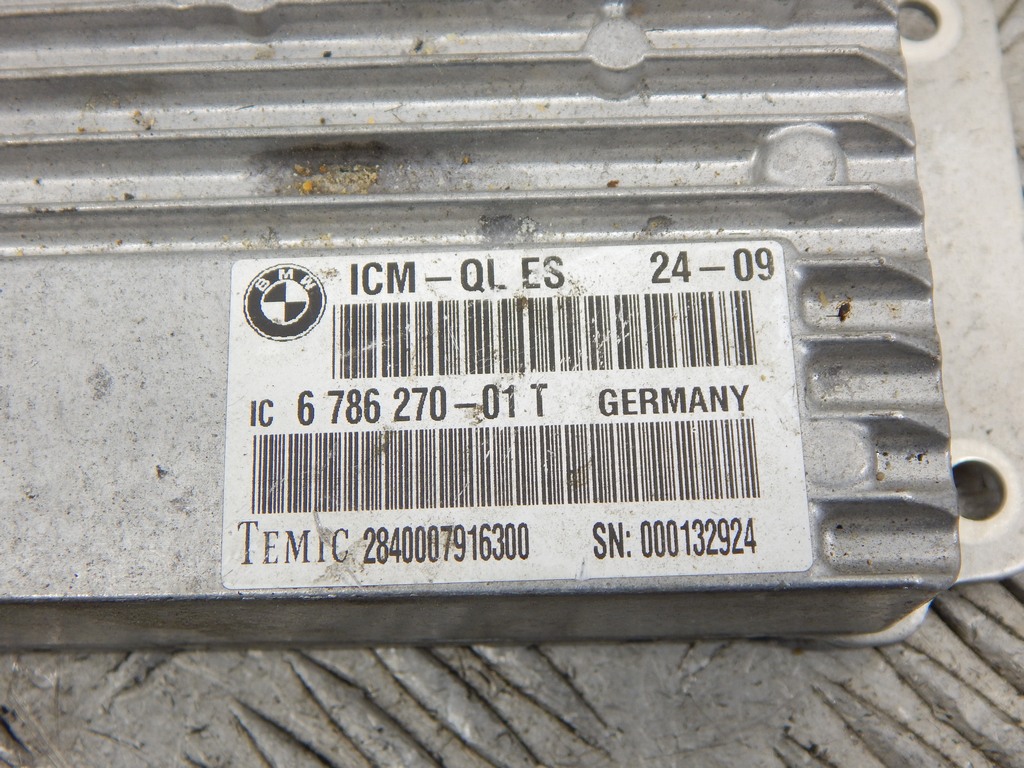 BMW
ICM-QL ES 24-09
IC 6 786 270-01 T GERMANY
TEMIC 2840007916300 SN: 000132924